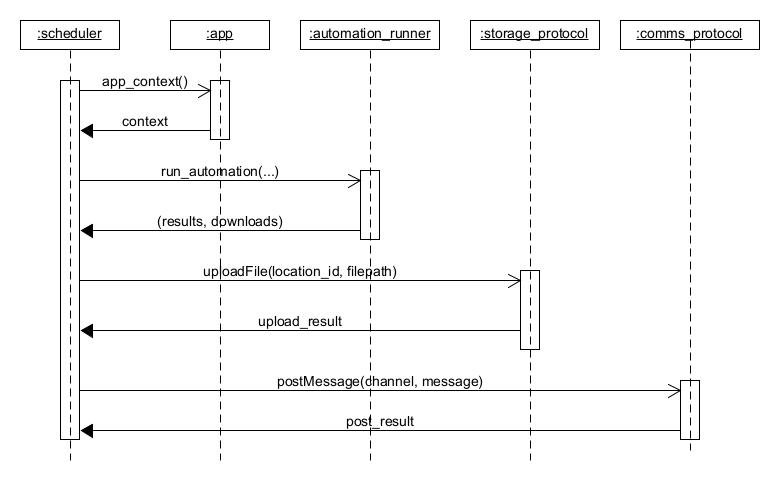 :scheduler
:app
:automation_runner
:storage_protocol
:comms_protocol
app_context()
context
run_automation(...)
(results, downloads)
uploadFile(location_id, filepath)
upload_result
postMessage(channel, message)
post_result